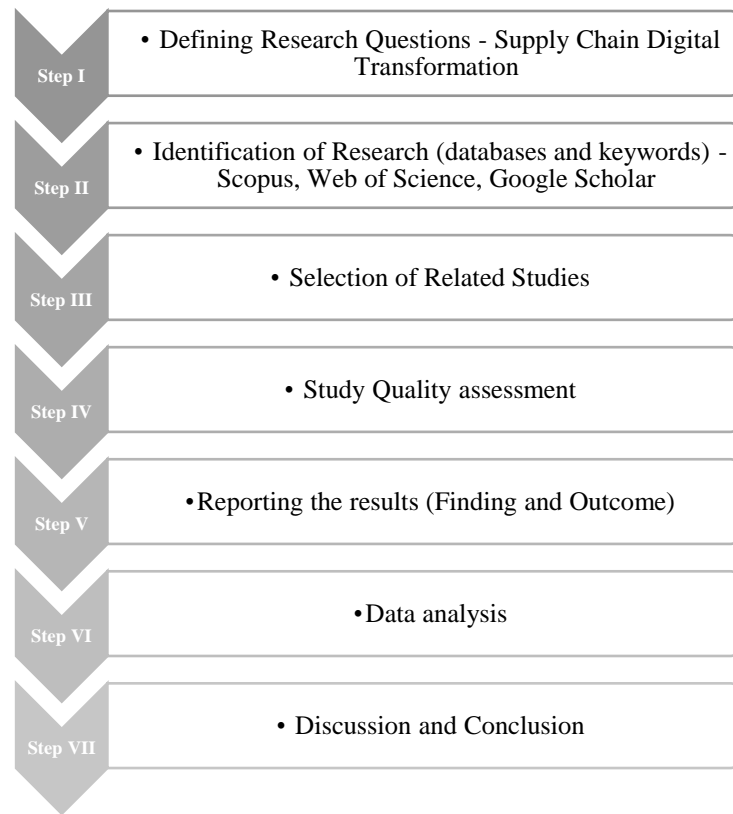 Step I
• Defining Research Questions - Supply Chain Digital
Transformation
Step II
• Identification of Research (databases and keywords) -
Scopus, Web of Science, Google Scholar
Step III
• Selection of Related Studies
Step IV
• Study Quality assessment
Step V
•Reporting the results (Finding and Outcome)
Step VI
•Data analysis
Step VII
• Discussion and Conclusion